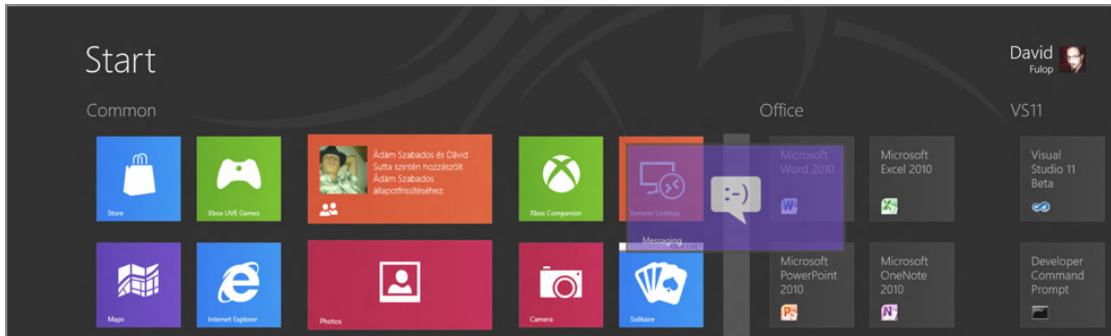 Start
David
Fulop
Common
Office
VS11
Store
Xbox LIVE Games
Ádám Szabados és Dávid
Sutta szintén hozzászólt
Ádám Szabados
állapotfrissítéséhez.
Xbox Companion
Remote Desktop
:-)
Messaging
Microsoft
Word 2010
Microsoft
Excel 2010
Visual
Studio 11
Beta
Maps
Internet Explorer
Photos
Camera
Solitaire
Microsoft
PowerPoint
2010
Microsoft
OneNote
2010
Developer
Command
Prompt